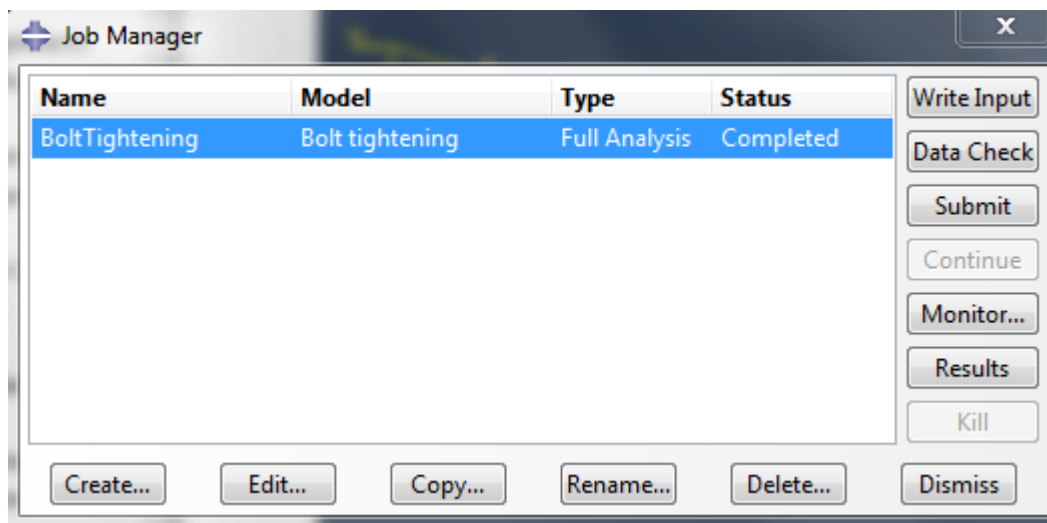 Job Manager
x
Name Model Type Status
BoltTightening Bolt tightening Full Analysis Completed
Write Input
Data Check
Submit
Continue
Monitor...
Results
Kill
Create... Edit... Copy... Rename... Delete... Dismiss